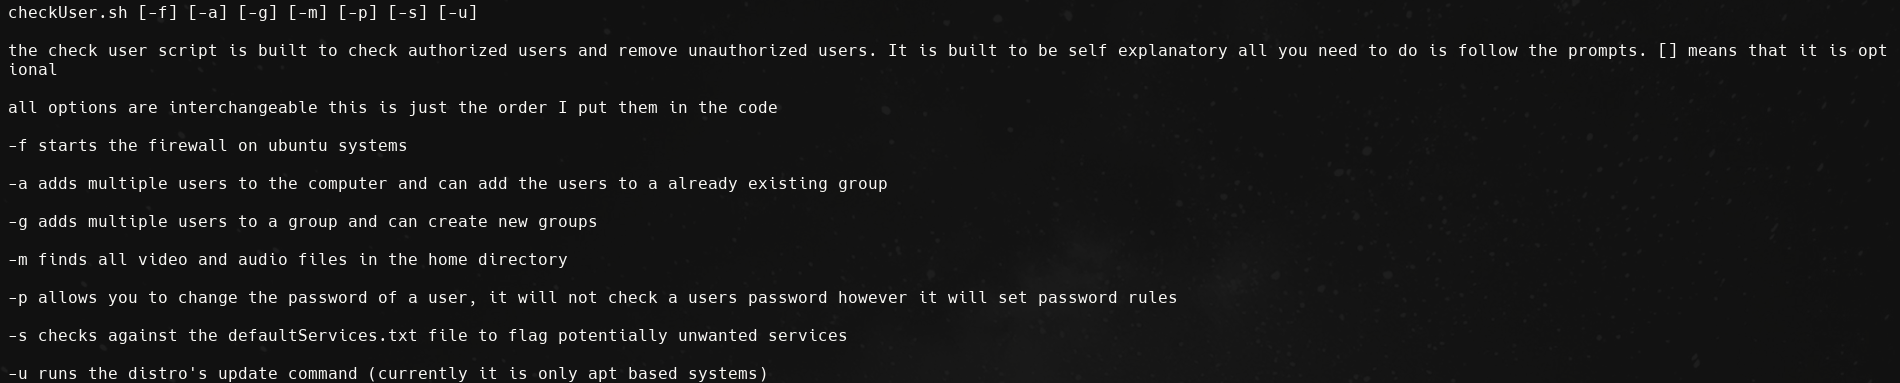 checkUser.sh [-f] [-a] [-g] [-m] [-p] [-s] [-u]
the check user script is built to check authorized users and remove unauthorized users. It is built to be self explanatory all you need to do is follow the prompts. [] means that it is opt
ional
all options are interchangeable this is just the order I put them in the code
-f starts the firewall on ubuntu systems
-a adds multiple users to the computer and can add the users to a already existing group
-g adds multiple users to a group and can create new groups
-m finds all video and audio files in the home directory
-p allows you to change the password of a user, it will not check a users password however it will set password rules
-s checks against the defaultServices.txt file to flag potentially unwanted services
-u runs the distro's update command (currently it is only apt based systems)